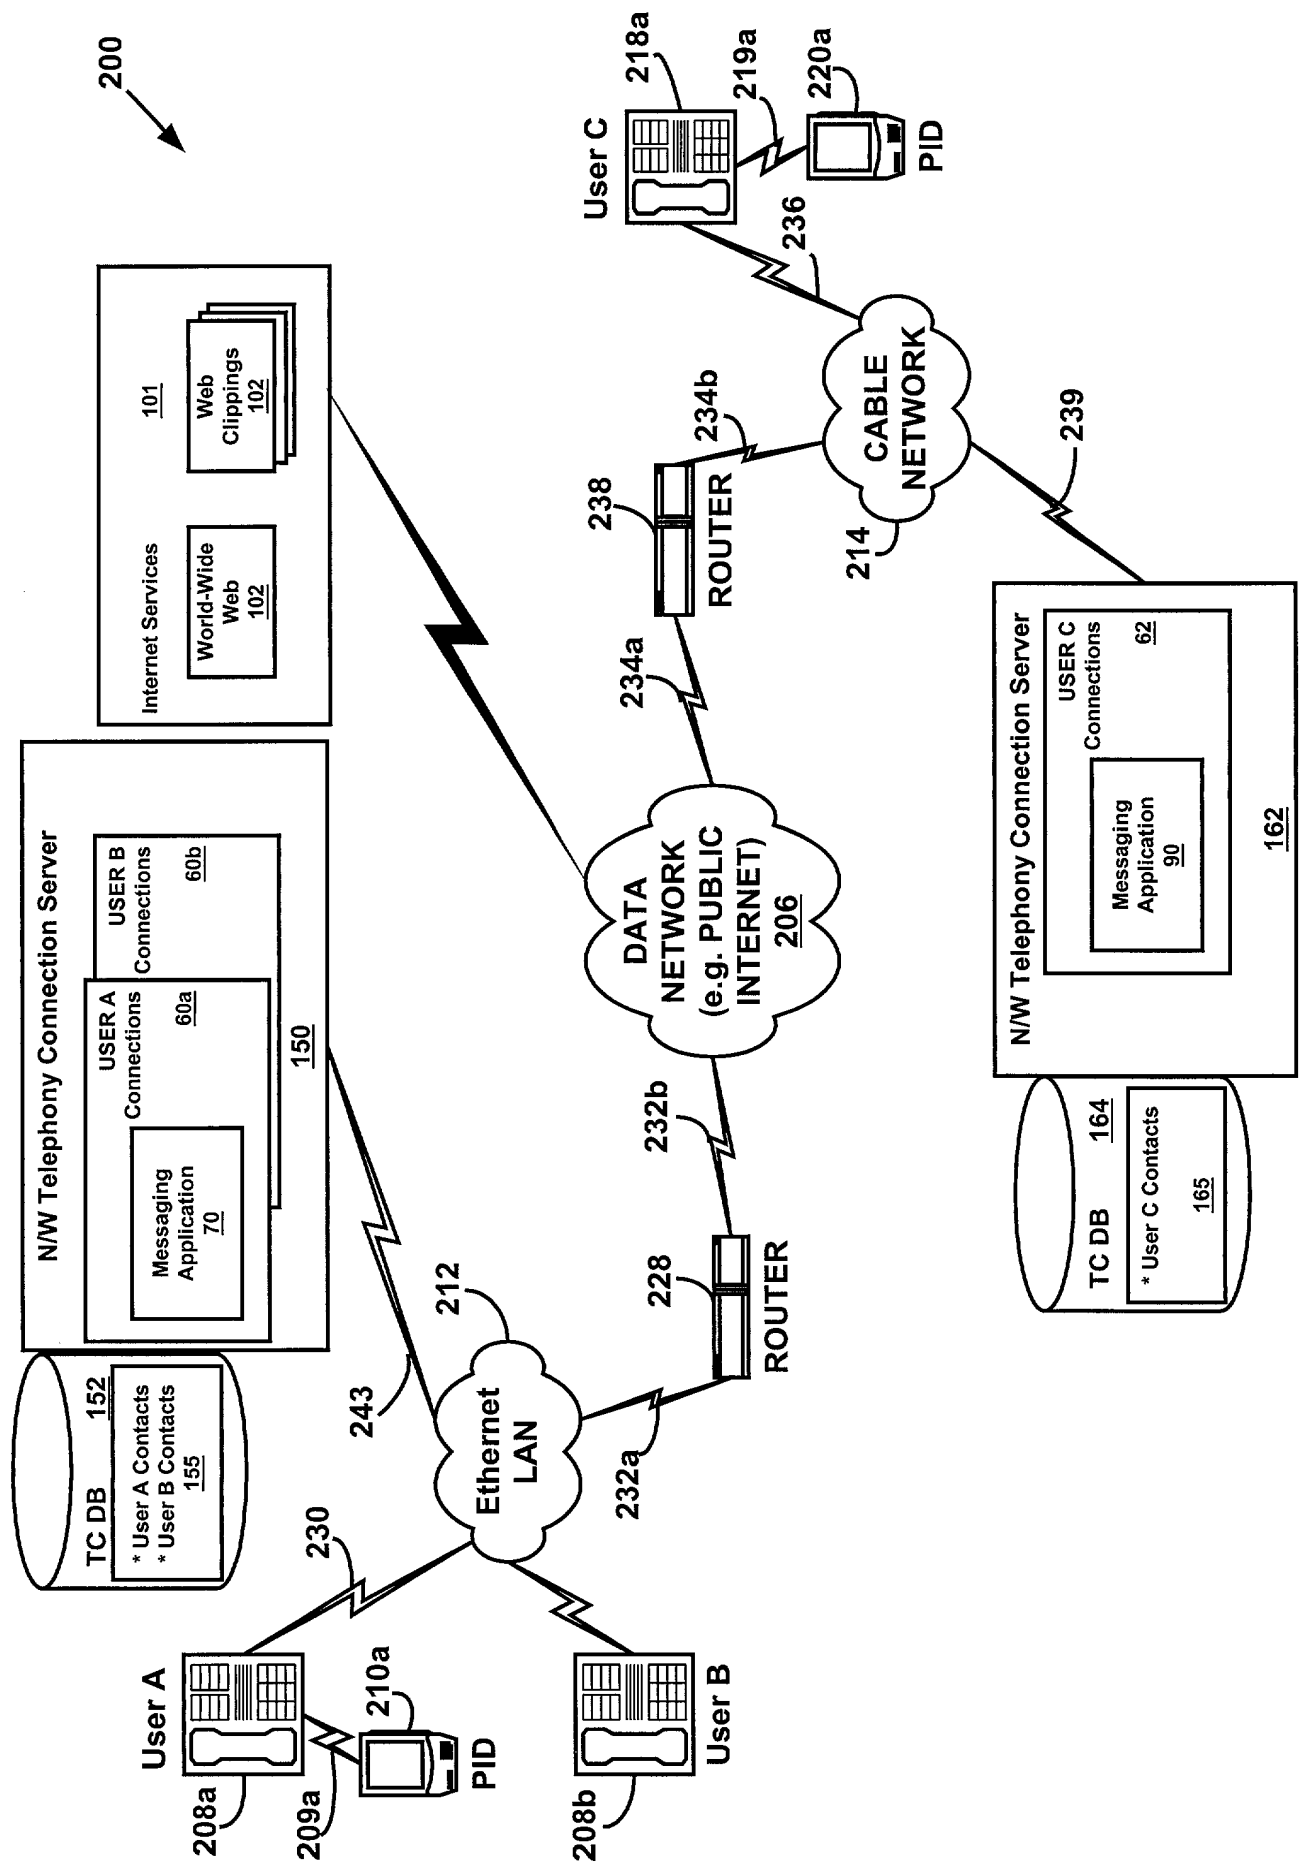 200
N/W Telephony Connection Server
USER A
Connections
60a
USER B
Connections
60b
Messaging
Application
70
150
TC DB
152
* User A Contacts
* User B Contacts
155
Internet Services
101
World-Wide
Web
102
Web
Clippings
102
243
230
User A
208a
209a
210a
PID
208b
User B
212
Ethernet
LAN
232a
228
ROUTER
232b
DATA
NETWORK
(e.g. PUBLIC
INTERNET)
206
234a
238
ROUTER
234b
CABLE
NETWORK
214
236
User C
218a
219a
220a
PID
239
N/W Telephony Connection Server
USER C
Connections
62
Messaging
Application
90
162
TC DB
164
* User C Contacts
165